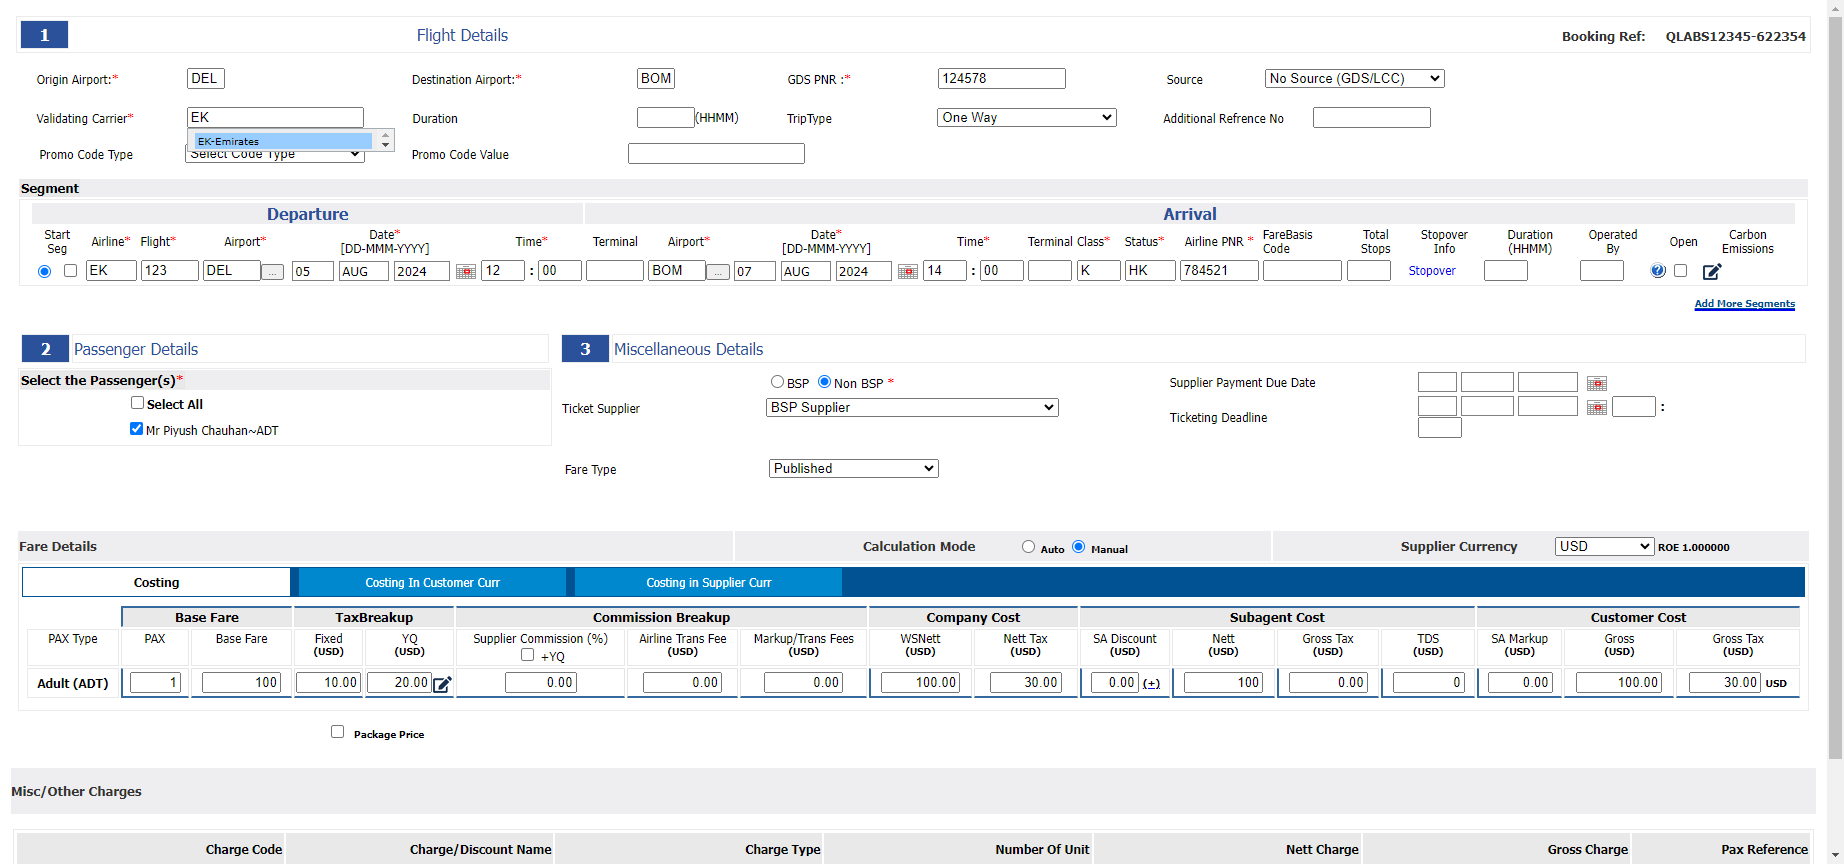 1 Flight Details Booking Ref: QLABS12345-622354
Origin Airport:* DEL Destination Airport:* BOM GDS PNR :* 124578 Source No Source (GDS/LCC)
Validating Carrier* EK Duration (HHMM) TripType One Way Additional Refrence No
EK-Emirates
Promo Code Type Select Code Type Promo Code Value
Segment
Departure Arrival
Start Seg Airline* Flight* Airport* Date* [DD-MMM-YYYY] Time* Terminal Airport* Date* [DD-MMM-YYYY] Time* Terminal Class* Status* Airline PNR * FareBasis Code Total Stops Stopover Info Duration (HHMM) Operated By Open Carbon Emissions
EK 123 DEL ... 05 AUG 2024 12 : 00 BOM ... 07 AUG 2024 14 : 00 K HK 784521 Stopover ?
Add More Segments
2 Passenger Details 3 Miscellaneous Details
Select the Passenger(s)*
Select All
Mr Piyush Chauhan~ADT
BSP Non BSP * Supplier Payment Due Date
Ticket Supplier BSP Supplier Ticketing Deadline :
Fare Type Published
Fare Details Calculation Mode Auto Manual Supplier Currency USD ROE 1.000000
Costing Costing In Customer Curr Costing in Supplier Curr
Base Fare TaxBreakup Commission Breakup Company Cost Subagent Cost Customer Cost
PAX Type PAX Base Fare Fixed (USD) YQ (USD) Supplier Commission (%) +YQ Airline Trans Fee (USD) Markup/Trans Fees (USD) WSNett (USD) Nett Tax (USD) SA Discount (USD) Nett (USD) Gross Tax (USD) TDS (USD) SA Markup (USD) Gross (USD) Gross Tax (USD)
Adult (ADT) 1 100 10.00 20.00 0.00 0.00 0.00 100.00 30.00 0.00 (+) 100 0.00 0 0.00 100.00 30.00 USD
Package Price
Misc/Other Charges
Charge Code Charge/Discount Name Charge Type Number Of Unit Nett Charge Gross Charge Pax Reference